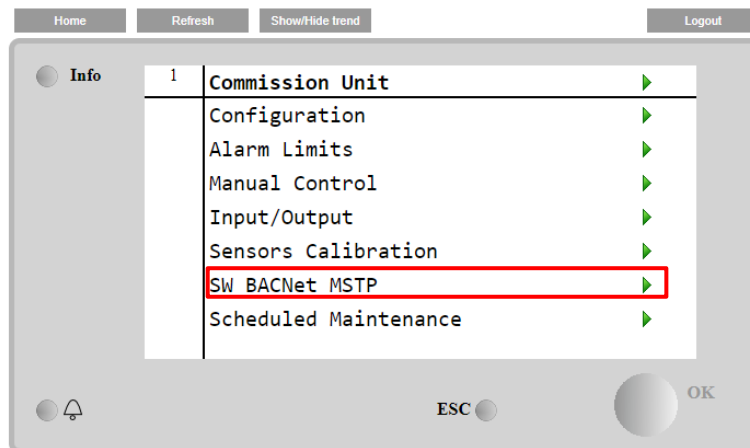 Home Refresh Show/Hide trend Logout
Info 1 Commission Unit
Configuration
Alarm Limits
Manual Control
Input/Output
Sensors Calibration
SW BACNet MSTP
Scheduled Maintenance
ESC OK